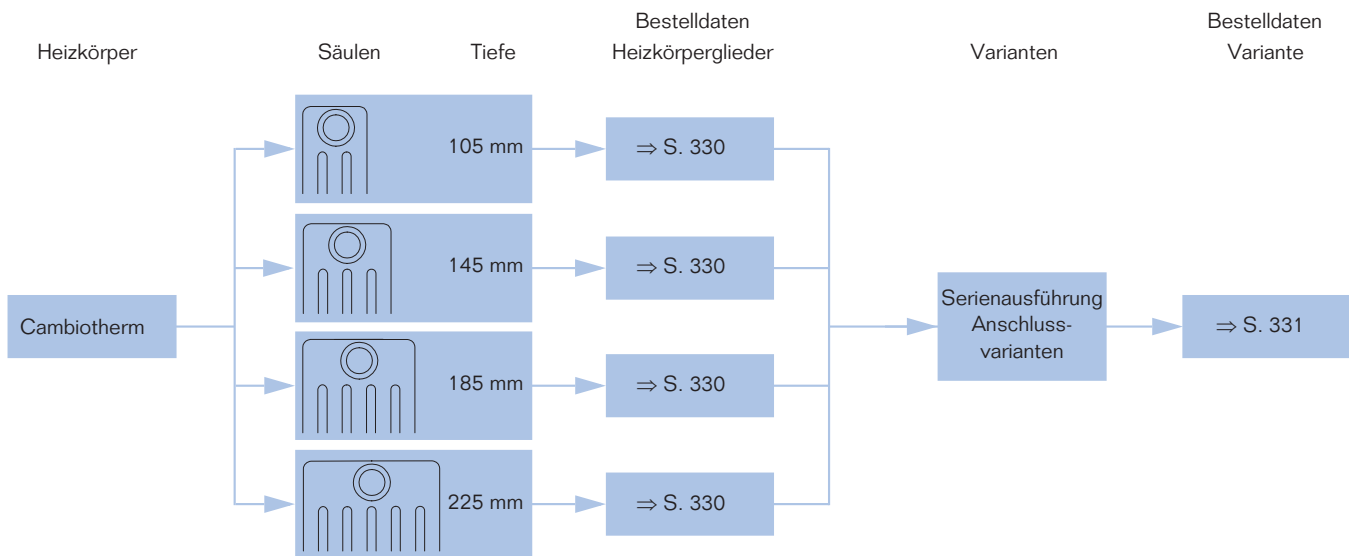 Bestelldaten
Bestelldaten
Heizkörper
Säulen
Tiefe
Heizkörperglieder
Varianten
Variante
105 mm
⇒ S. 330
145 mm
⇒ S. 330
Cambiotherm
Serienausführung
Anschluss-
varianten
⇒ S. 331
185 mm
⇒ S. 330
225 mm
⇒ S. 330